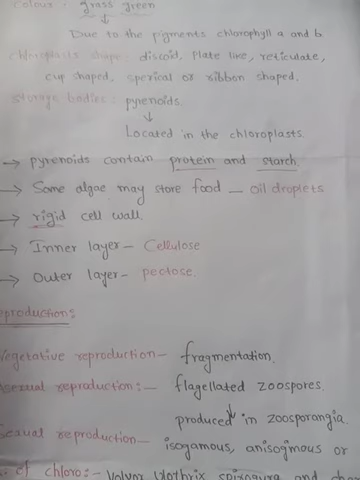 colour: grass green
↓
Due to the pigments chlorophyll a and b
chloroplasts shape: discoid, plate like, reticulate,
cup shaped, sperical or ribbon shaped.
storage bodies: pyrenoids.
↓
Located in the chloroplasts.
→ pyrenoids contain protein and starch.
→ Some algae may store food - oil droplets
→ rigid cell wall.
→ Inner layer - Cellulose
→ Outer layer - pectose.
eproduction:
Vegetative reproduction - fragmentation.
Asexual reproduction: - flagellated zoospores.
↓
produced in zoosporangia.
Sexual reproduction - isogamous, anisogmous or
of chloro: - Volvox Ulothrix spirogyra and cha